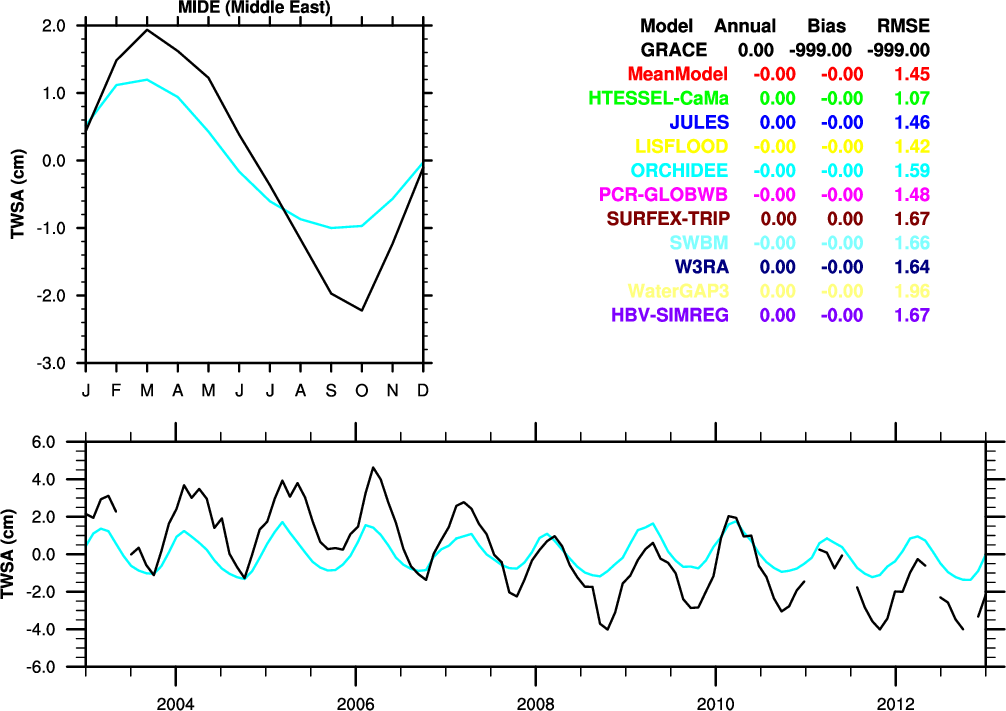 MIDE (Middle East)
2.0
1.0
0.0
-1.0
-2.0
-3.0
TWSA (cm)
J F M A M J J A S O N D
Model Annual Bias RMSE
GRACE 0.00 -999.00 -999.00
MeanModel -0.00 -0.00 1.45
HTESSEL-CaMa 0.00 -0.00 1.07
JULES 0.00 -0.00 1.46
LISFLOOD -0.00 -0.00 1.42
ORCHIDEE -0.00 -0.00 1.59
PCR-GLOBWB -0.00 -0.00 1.48
SURFEX-TRIP 0.00 0.00 1.67
SWBM -0.00 -0.00 1.66
W3RA 0.00 -0.00 1.64
WaterGAP3 0.00 -0.00 1.96
HBV-SIMREG 0.00 -0.00 1.67
6.0
4.0
2.0
0.0
-2.0
-4.0
-6.0
TWSA (cm)
2004 2006 2008 2010 2012